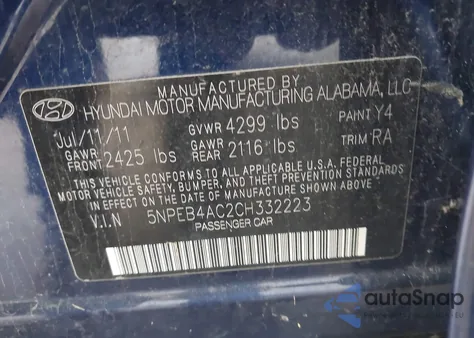 MANUFACTURED BY
HYUNDAI MOTOR MANUFACTURING ALABAMA, LLC
Jul/11/11 GVWR 4299 lbs PAINT Y4
GAWR FRONT 2425 lbs GAWR REAR 2116 lbs TRIM RA
THIS VEHICLE CONFORMS TO ALL APPLICABLE U.S.A. FEDERAL
MOTOR VEHICLE SAFETY, BUMPER, AND THEFT PREVENTION STANDARDS
IN EFFECT ON THE DATE OF MANUFACTURE SHOWN ABOVE.
V.I.N 5NPEB4AC2CH332223
PASSENGER CAR
autoSnap